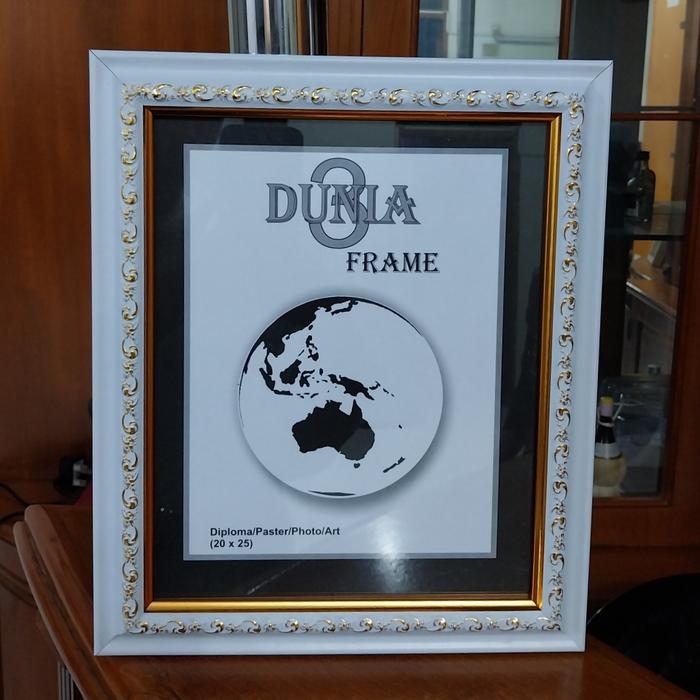 3
DUNIA
FRAME
Diploma/Paster/Photo/Art
(20 x 25)